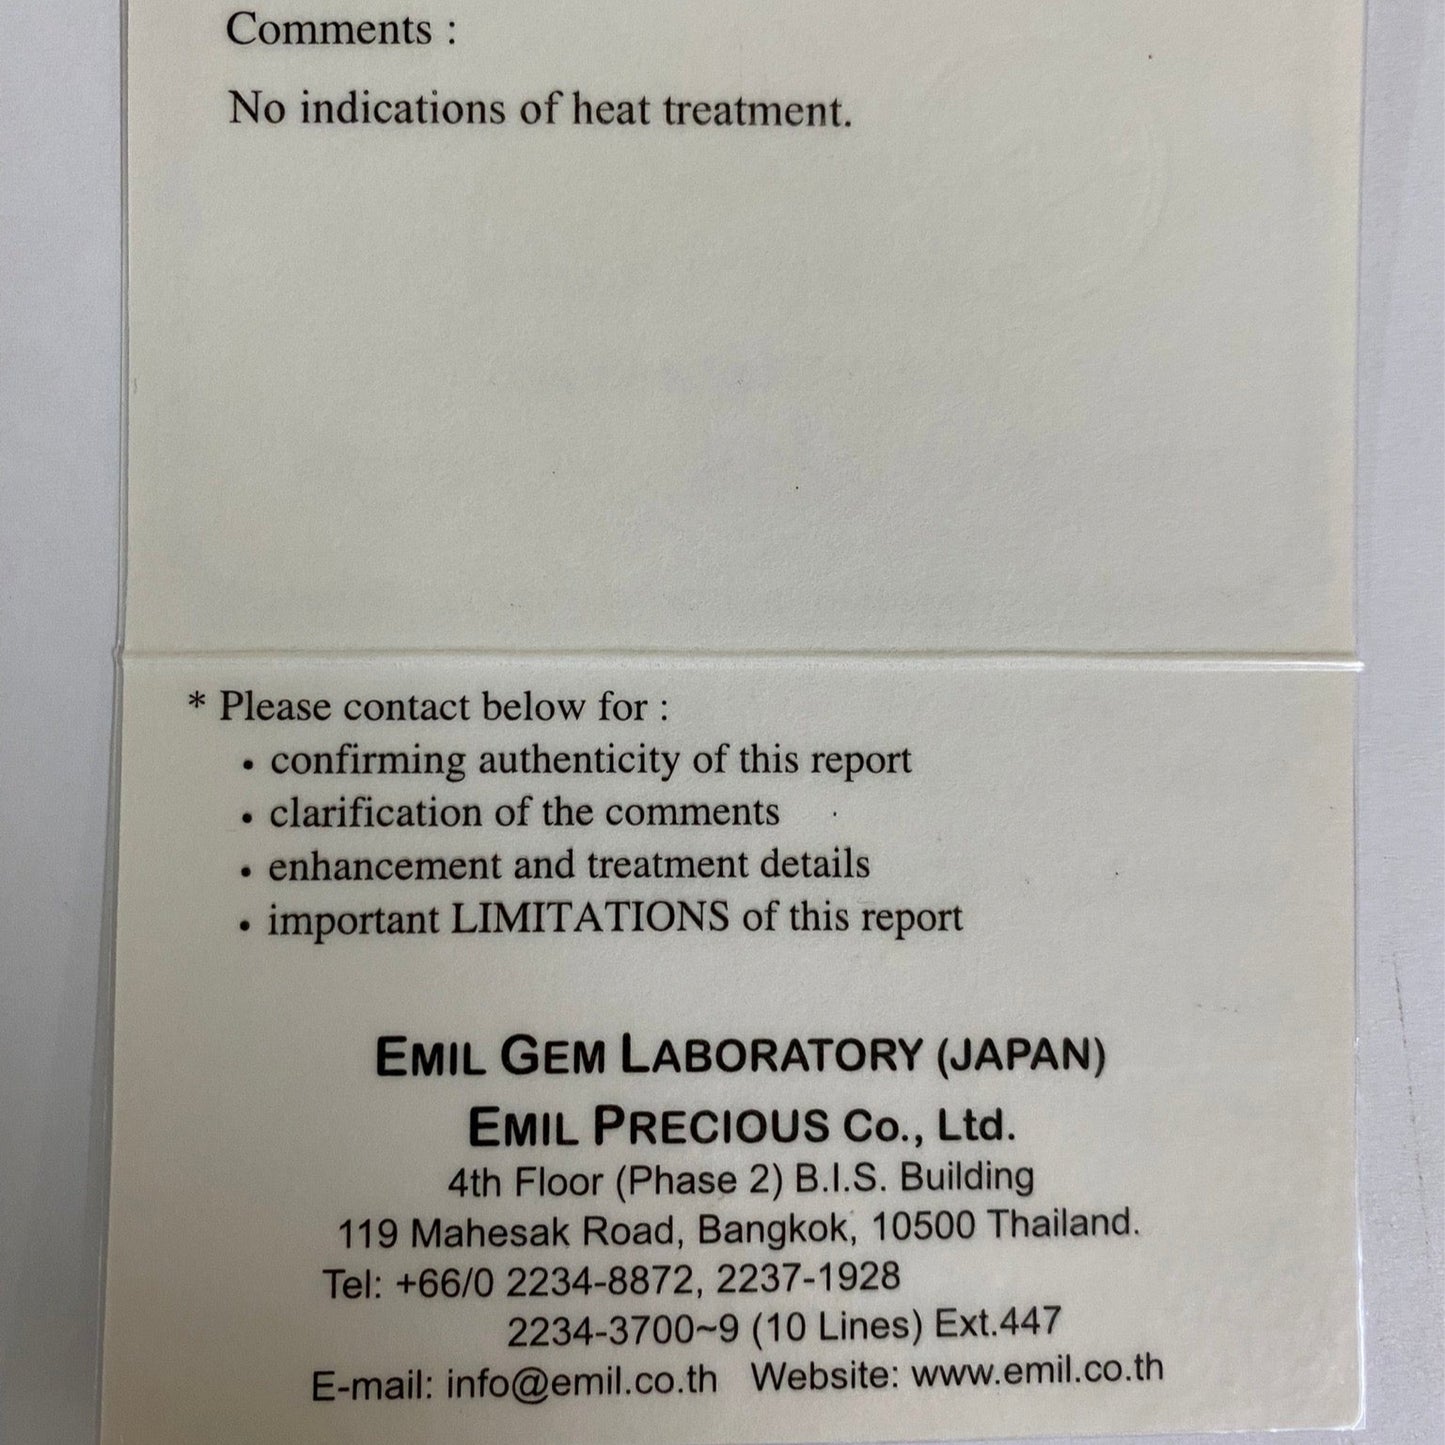 Comments :
No indications of heat treatment.
* Please contact below for :
• confirming authenticity of this report
• clarification of the comments
• enhancement and treatment details
• important LIMITATIONS of this report
EMIL GEM LABORATORY (JAPAN)
EMIL PRECIOUS Co., Ltd.
4th Floor (Phase 2) B.I.S. Building
119 Mahesak Road, Bangkok, 10500 Thailand.
Tel: +66/0 2234-8872, 2237-1928
2234-3700~9 (10 Lines) Ext.447
E-mail: info@emil.co.th Website: www.emil.co.th